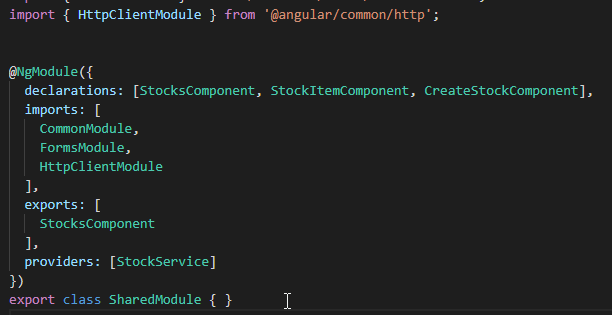 import { HttpClientModule } from '@angular/common/http';
@NgModule({
declarations: [StocksComponent, StockItemComponent, CreateStockComponent],
imports: [
CommonModule,
FormsModule,
HttpClientModule
],
exports: [
StocksComponent
],
providers: [StockService]
})
export class SharedModule { }